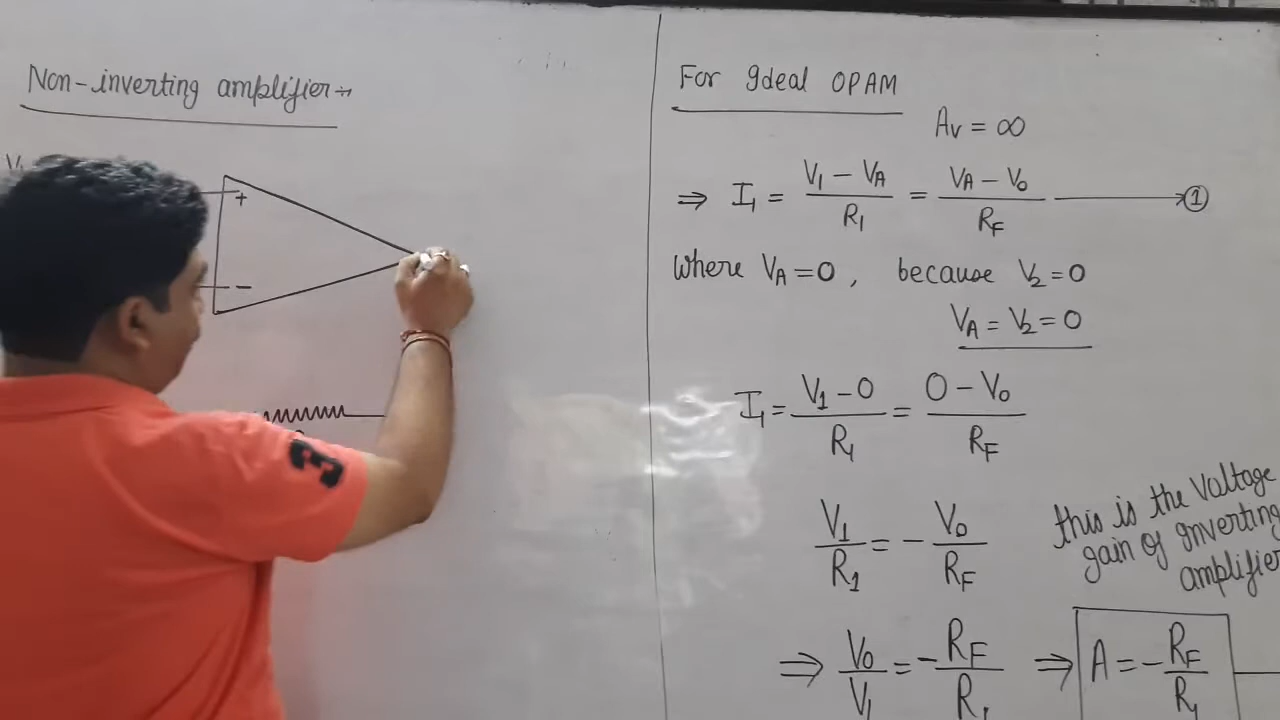 Non-inverting amplifier→
+
-
3
For Ideal OPAM
Av = ∞
⇒ I₁ = (V₁ - VA)/R₁ = (VA - V₀)/RF → ①
Where VA = 0, because V₂ = 0
VA = V₂ = 0
I₁ = (V₁ - 0)/R₁ = (0 - V₀)/RF
V₁/R₁ = - V₀/RF
this is the Voltage
gain of Inverting
amplifier
⇒ V₀/V₁ = - RF/R₁ ⇒ A = - RF/R₁